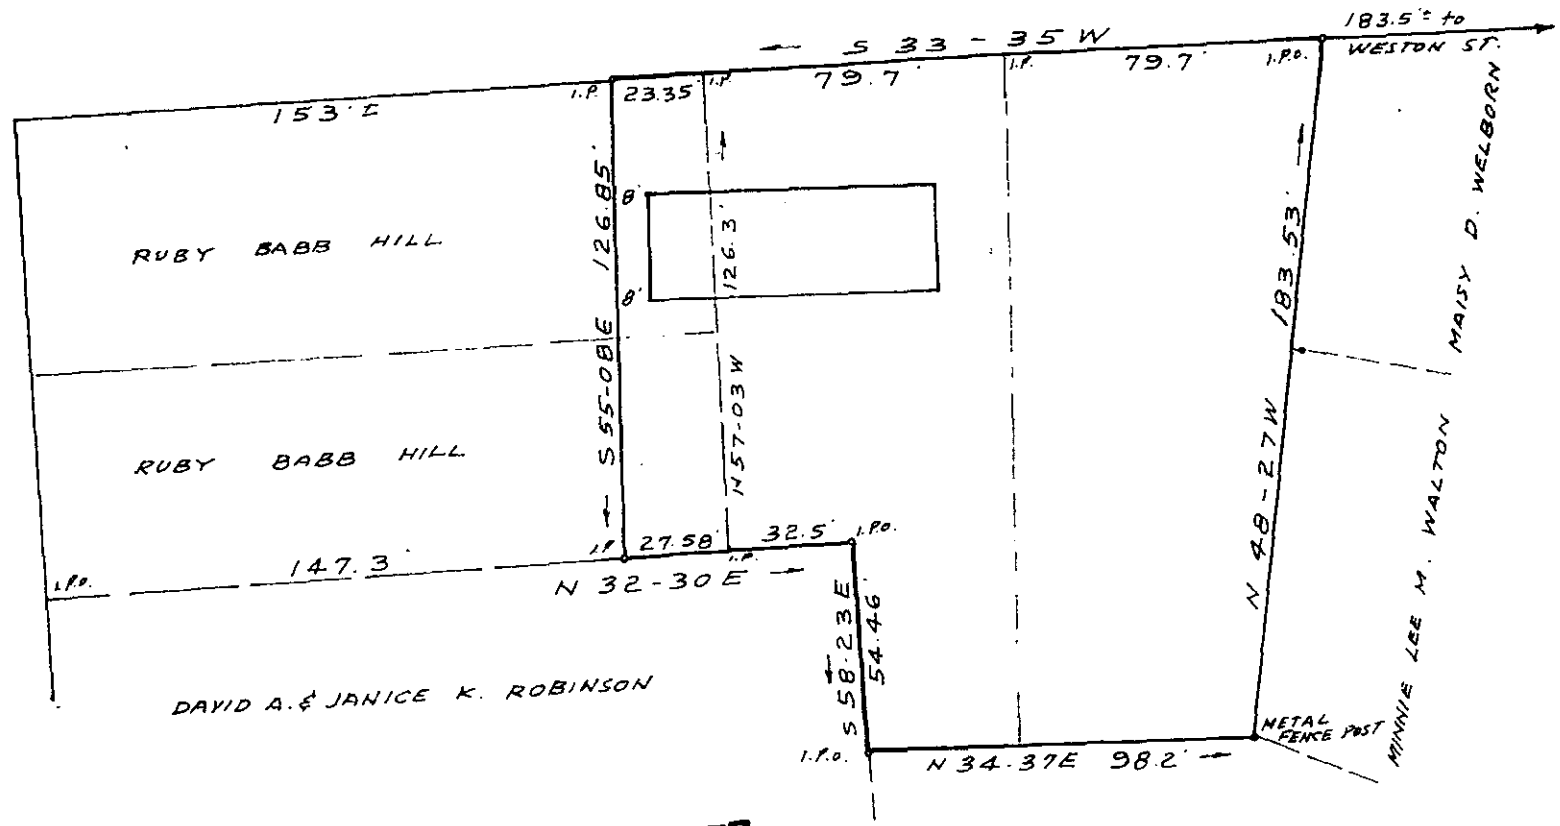 183.5'± to
WESTON ST.
← S 33 - 35 W
153'±
I.P.
23.35'
I.P.
79.7'
I.P.
79.7'
I.P.O.
8'
8'
RUBY BABB HILL
RUBY BABB HILL
← S 55-08 E 126.85'
N 57-03 W 126.3' →
N 48-27 W 183.53' →
MAISY D. WELBORN
MINNIE LEE M. WALTON
I.P.O.
147.3
I.P.
27.58'
I.P.
32.5'
I.P.O.
N 32-30 E →
← S 58.23 E
54.46'
DAVID A. & JANICE K. ROBINSON
I.P.O.
N 34.37E 98.2' →
METAL
FENCE POST